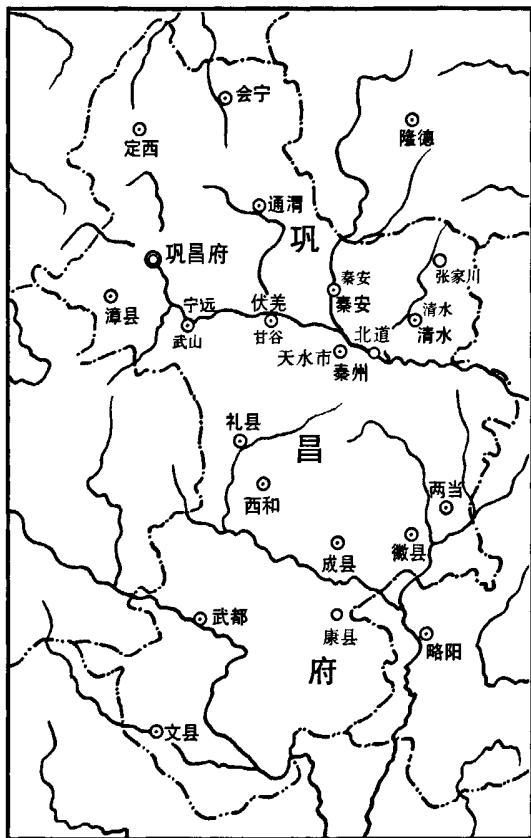 会宁
定西
隆德
通渭
巩
巩昌府
张家川
秦安
秦安
漳县
宁远
伏羌
清水
清水
武山
甘谷
北道
天水市
秦州
礼县
昌
西和
两当
成县
徽县
武都
康县
略阳
府
文县